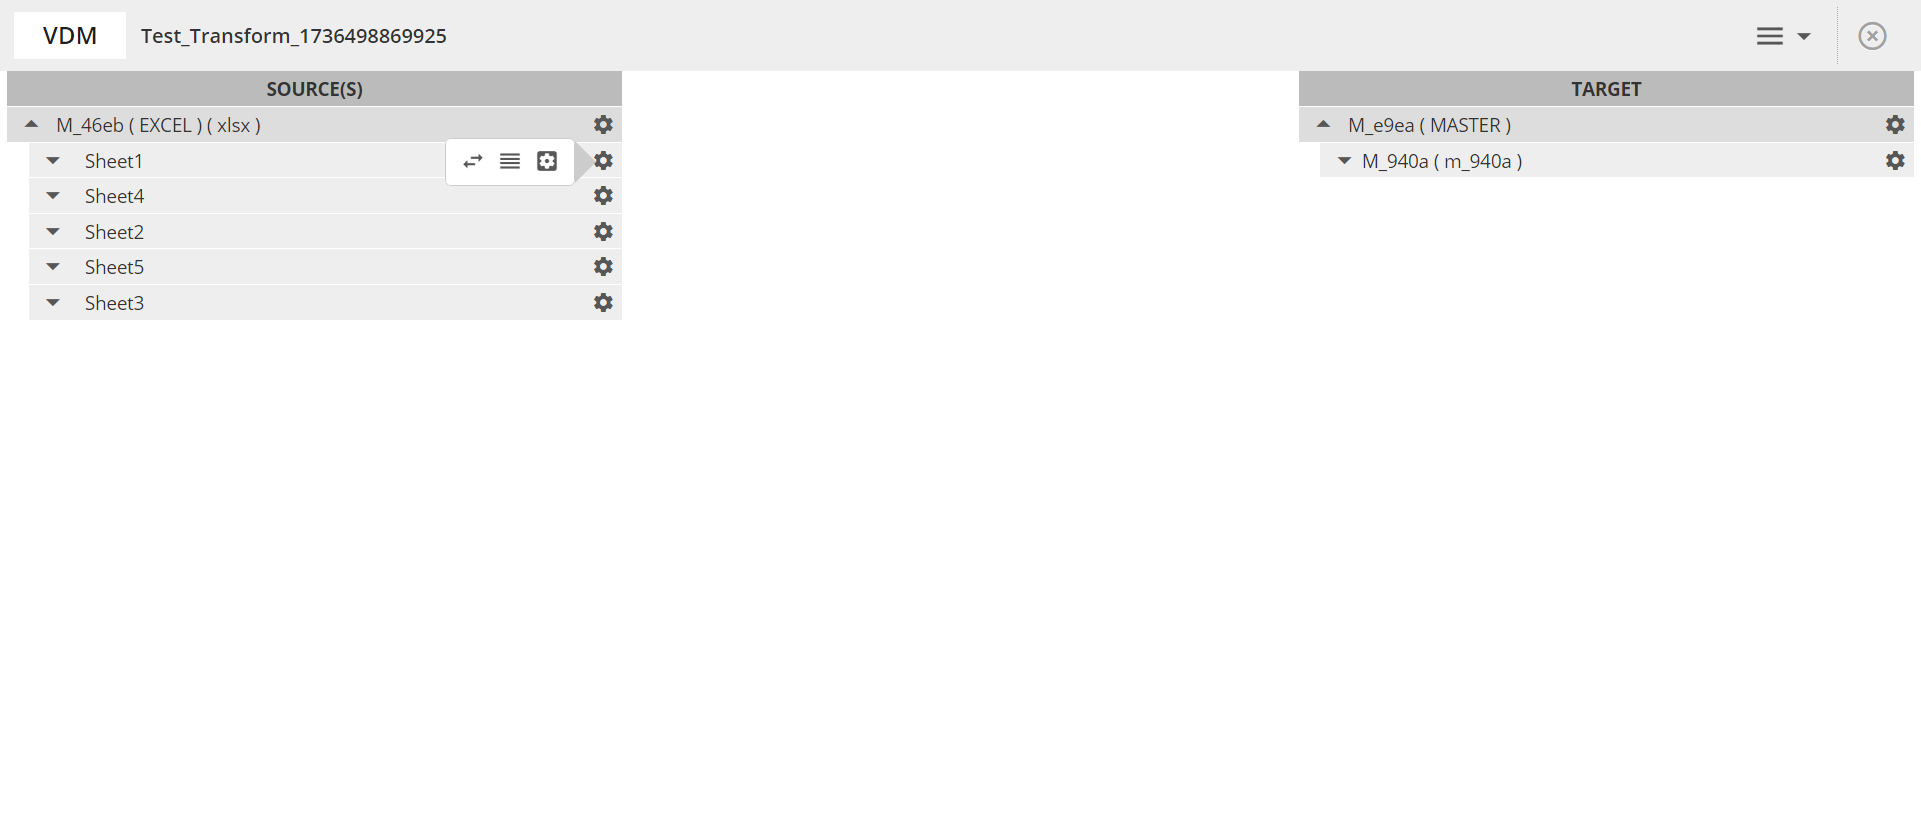 VDM Test_Transform_1736498869925
SOURCE(S)
M_46eb ( EXCEL ) ( xlsx )
Sheet1
Sheet4
Sheet2
Sheet5
Sheet3
TARGET
M_e9ea ( MASTER )
M_940a ( m_940a )